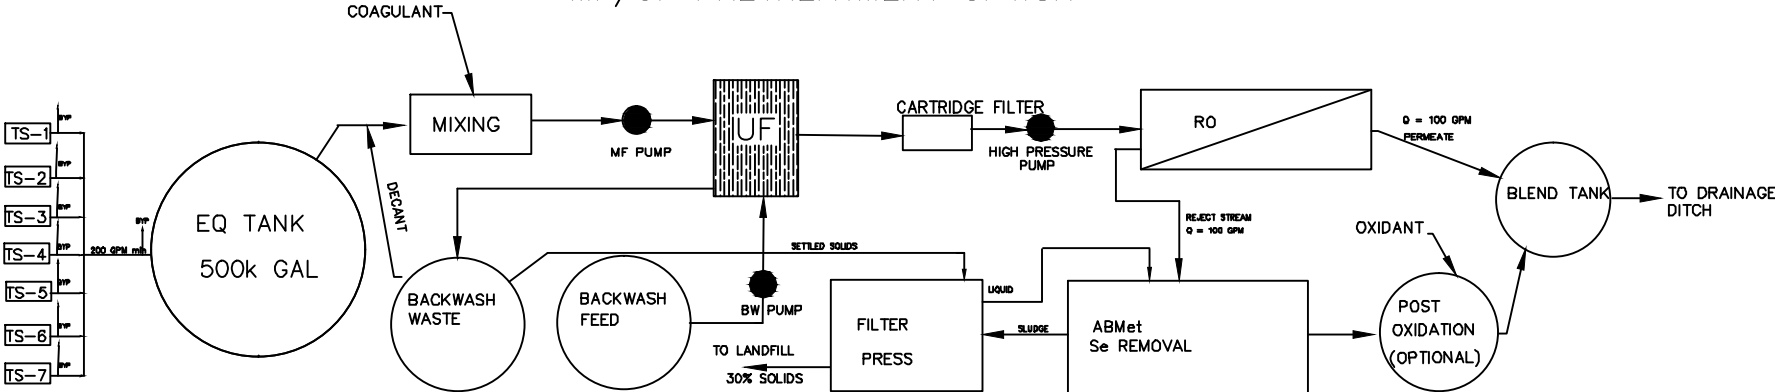 COAGULANT
TS-1
BYP
TS-2
BYP
TS-3
BYP
TS-4
BYP
TS-5
BYP
TS-6
BYP
TS-7
BYP
200 GPM min
BYP
EQ TANK
500k GAL
DECANT
MIXING
MF PUMP
UF
CARTRIDGE FILTER
HIGH PRESSURE
PUMP
RO
Q = 100 GPM
PERMEATE
BLEND TANK
TO DRAINAGE
DITCH
REJECT STREAM
Q = 100 GPM
OXIDANT
BACKWASH
WASTE
SETTLED SOLIDS
BACKWASH
FEED
BW PUMP
FILTER
PRESS
LIQUID
SLUDGE
ABMet
Se REMOVAL
POST
OXIDATION
(OPTIONAL)
TO LANDFILL
30% SOLIDS